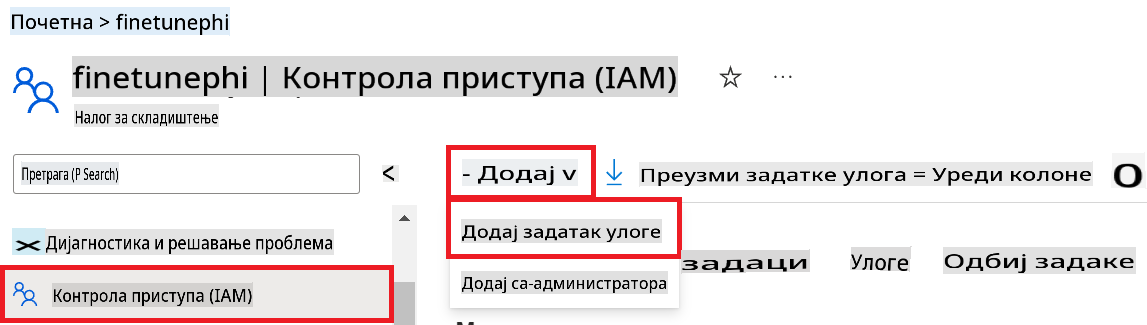 Почетна > finetunephi
finetunephi | Контрола приступа (IAM)
Налог за складиштење
Претрага (P Search)
- Додај v
Преузми задатке улога = Уреди колоне
Додај задатак улоге
Дијагностика и решавање проблема
задаци Улоге Одбиј задаке
Додај са-администратора
Контрола приступа (IAM)